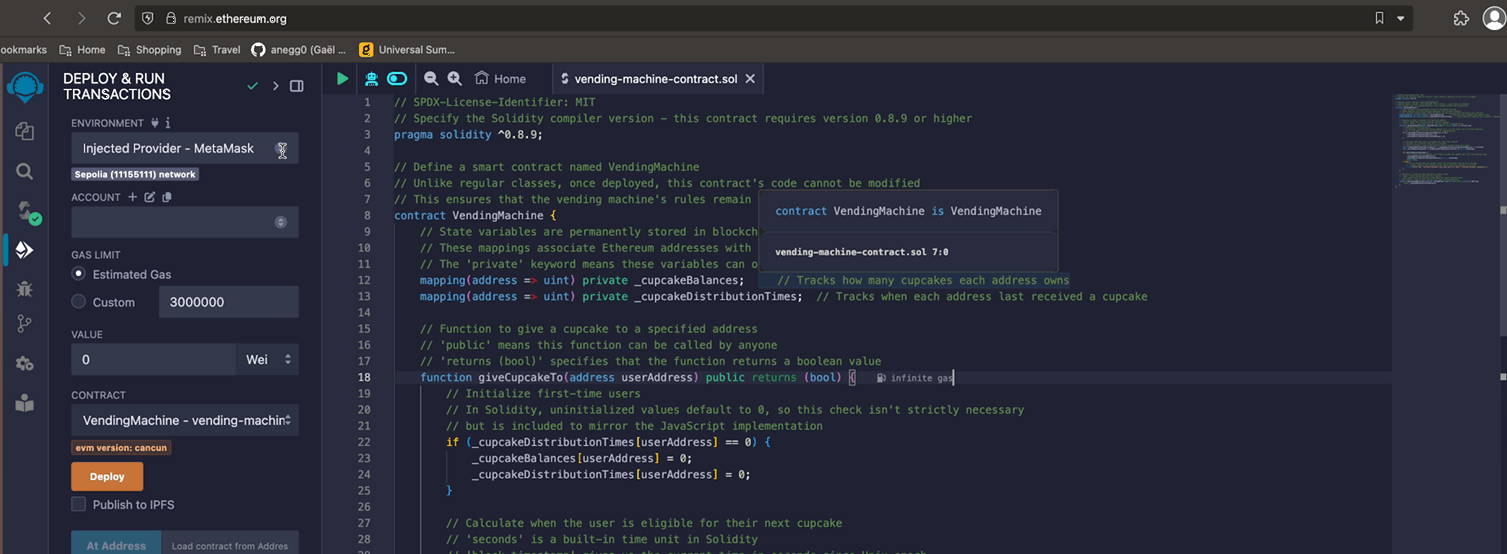 remix.ethereum.org
ookmarks Home Shopping Travel anegg0 (Gaël ... Universal Sum...
DEPLOY & RUN
TRANSACTIONS
ENVIRONMENT
Injected Provider - MetaMask
Sepolia (11155111) network
ACCOUNT
GAS LIMIT
Estimated Gas
Custom 3000000
VALUE
0 Wei
CONTRACT
VendingMachine - vending-machin
evm version: cancun
Deploy
Publish to IPFS
At Address Load contract from Addres
Home vending-machine-contract.sol
1 // SPDX-License-Identifier: MIT
2 // Specify the Solidity compiler version - this contract requires version 0.8.9 or higher
3 pragma solidity ^0.8.9;
4
5 // Define a smart contract named VendingMachine
6 // Unlike regular classes, once deployed, this contract's code cannot be modified
7 // This ensures that the vending machine's rules remain
8 contract VendingMachine {
9 // State variables are permanently stored in blockch
10 // These mappings associate Ethereum addresses with
11 // The 'private' keyword means these variables can o
12 mapping(address => uint) private _cupcakeBalances; // Tracks how many cupcakes each address owns
13 mapping(address => uint) private _cupcakeDistributionTimes; // Tracks when each address last received a cupcake
14
15 // Function to give a cupcake to a specified address
16 // 'public' means this function can be called by anyone
17 // 'returns (bool)' specifies that the function returns a boolean value
18 function giveCupcakeTo(address userAddress) public returns (bool) { infinite gas
19 // Initialize first-time users
20 // In Solidity, uninitialized values default to 0, so this check isn't strictly necessary
21 // but is included to mirror the JavaScript implementation
22 if (_cupcakeDistributionTimes[userAddress] == 0) {
23 _cupcakeBalances[userAddress] = 0;
24 _cupcakeDistributionTimes[userAddress] = 0;
25 }
26
27 // Calculate when the user is eligible for their next cupcake
28 // 'seconds' is a built-in time unit in Solidity
contract VendingMachine is VendingMachine
vending-machine-contract.sol 7:0